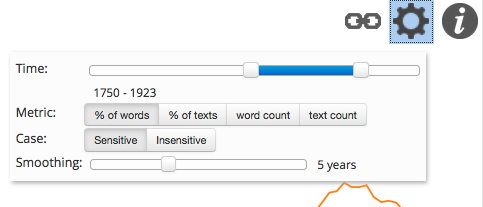 Time:
1750 - 1923
Metric: % of words % of texts word count text count
Case: Sensitive Insensitive
Smoothing: 5 years